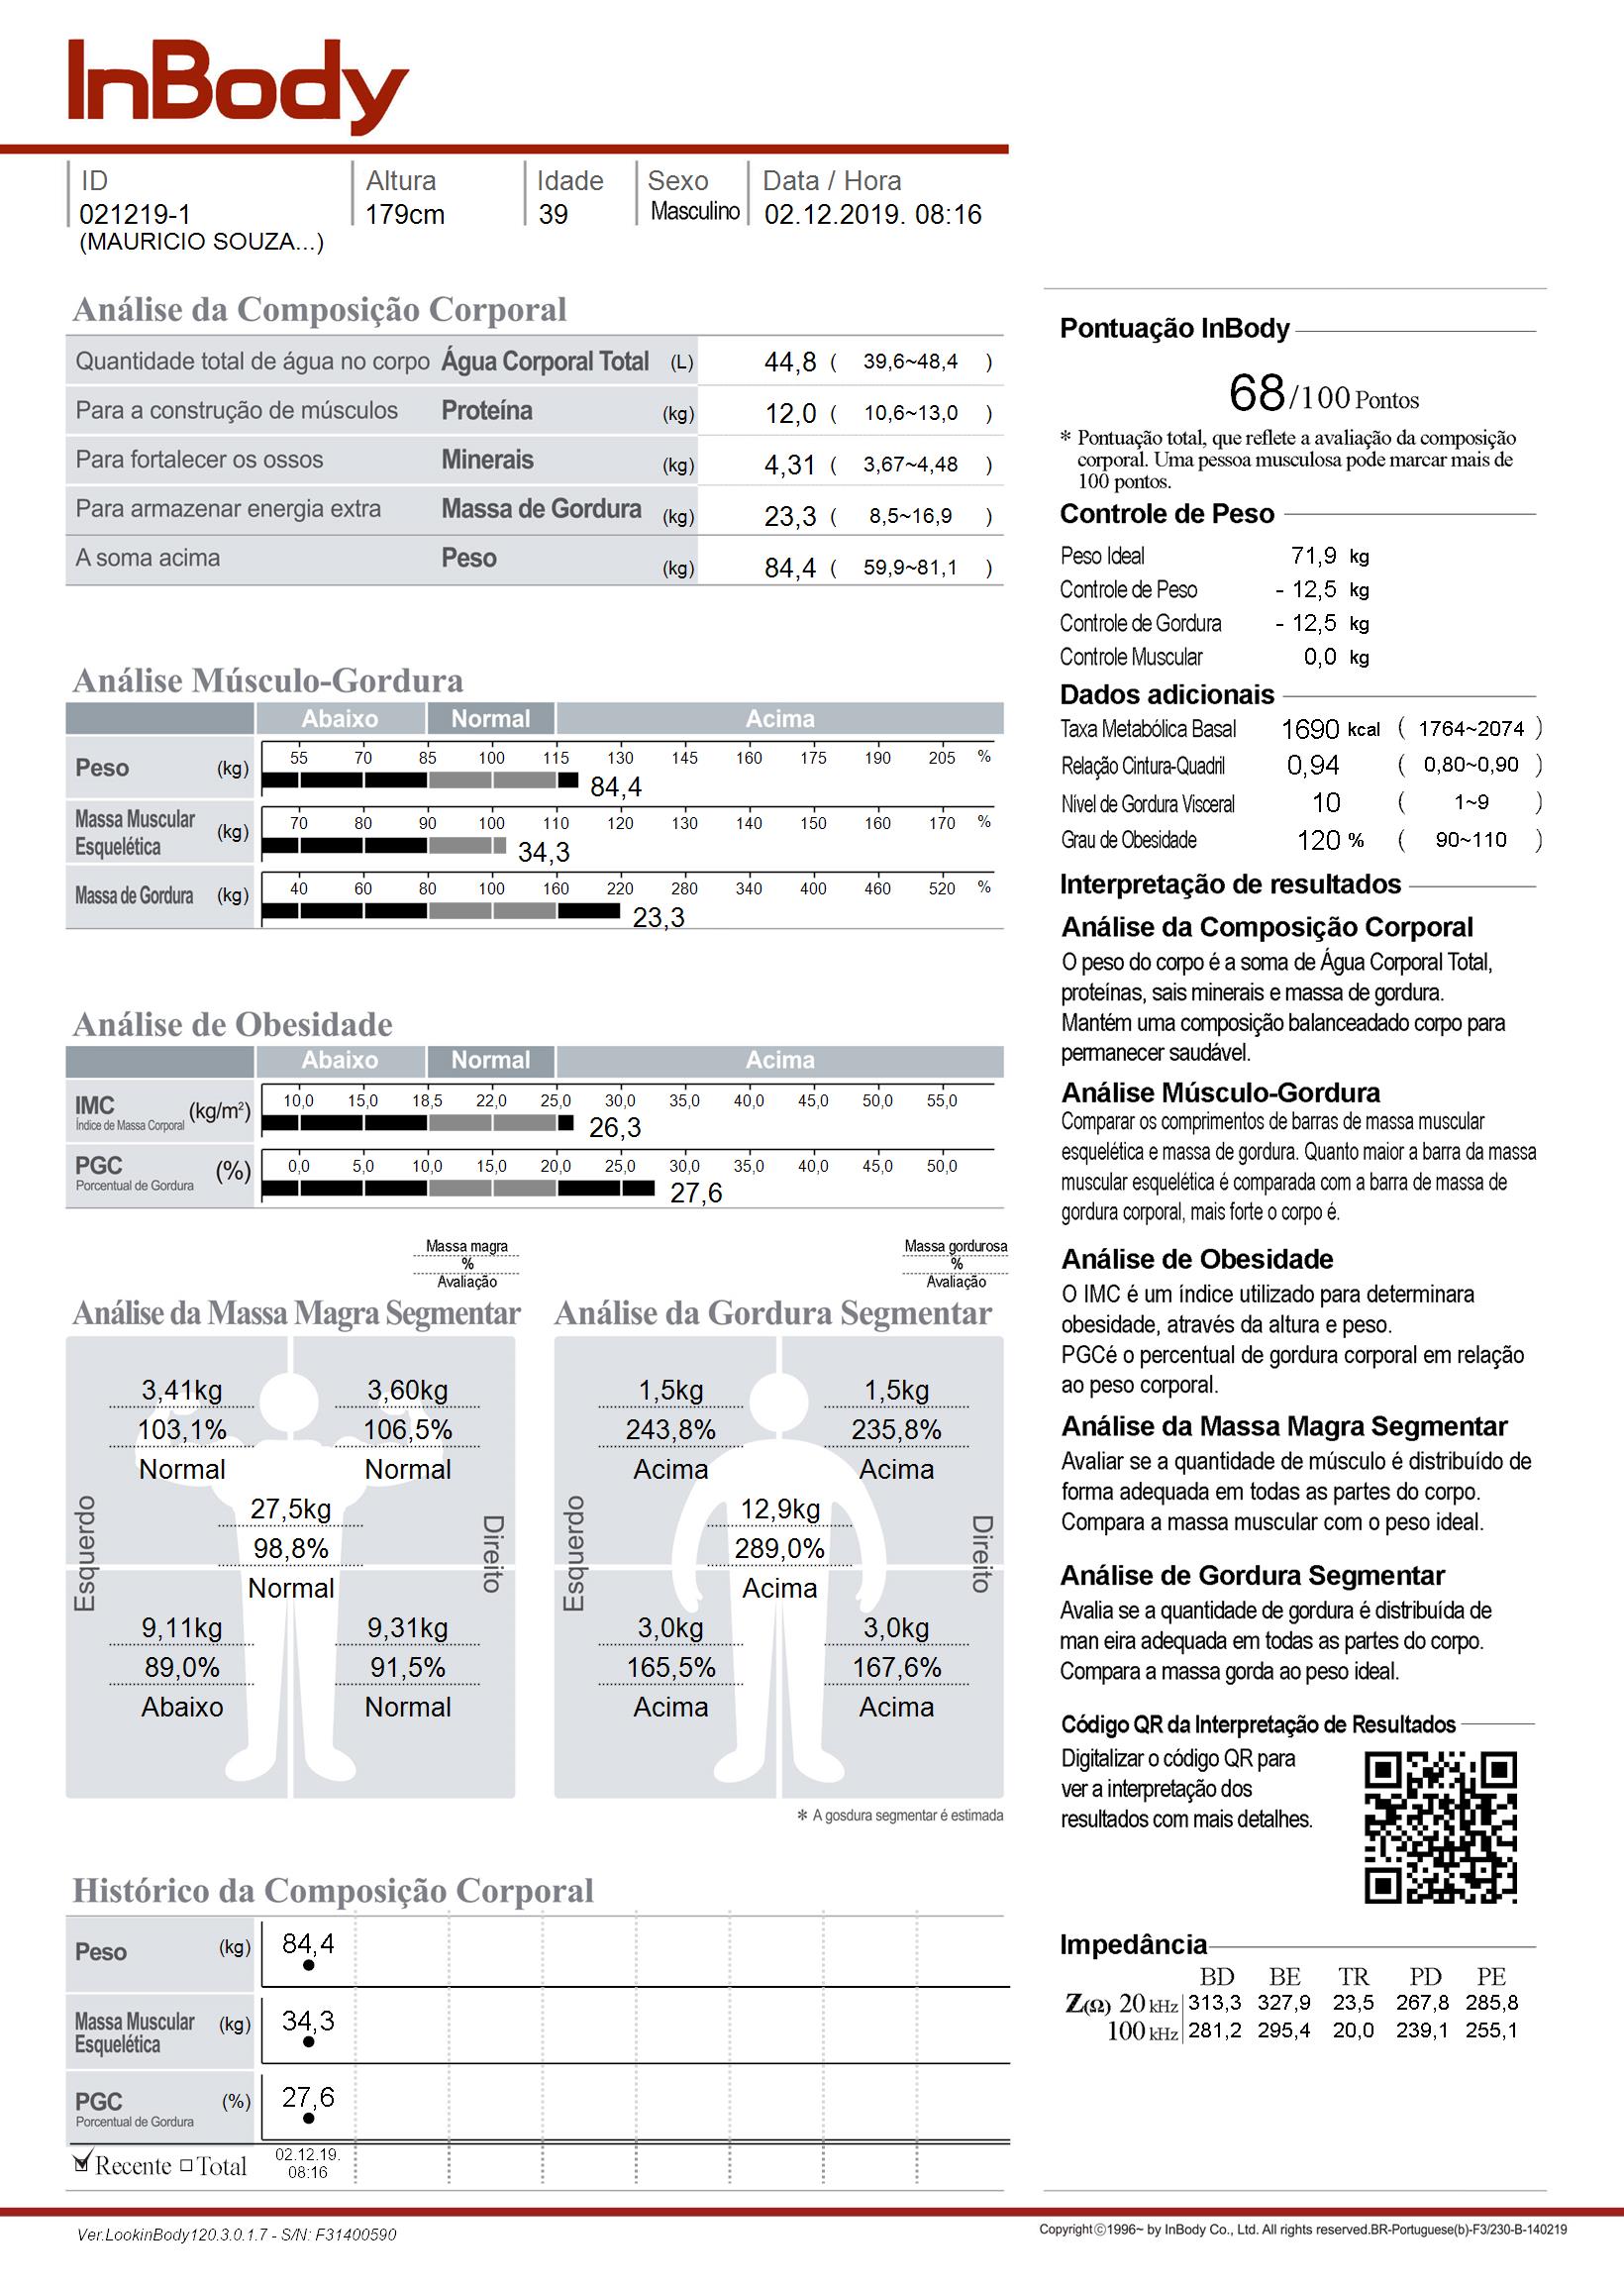 InBody
ID Altura Idade Sexo Data / Hora
021219-1 179cm 39 Masculino 02.12.2019. 08:16
(MAURICIO SOUZA...)
Análise da Composição Corporal
Quantidade total de água no corpo Água Corporal Total (L) 44,8 ( 39,6~48,4 )
Para a construção de músculos Proteína (kg) 12,0 ( 10,6~13,0 )
Para fortalecer os ossos Minerais (kg) 4,31 ( 3,67~4,48 )
Para armazenar energia extra Massa de Gordura (kg) 23,3 ( 8,5~16,9 )
A soma acima Peso (kg) 84,4 ( 59,9~81,1 )
Análise Músculo-Gordura
Abaixo Normal Acima
Peso (kg) 55 70 85 100 115 130 145 160 175 190 205 %
84,4
Massa Muscular Esquelética (kg) 70 80 90 100 110 120 130 140 150 160 170 %
34,3
Massa de Gordura (kg) 40 60 80 100 160 220 280 340 400 460 520 %
23,3
Análise de Obesidade
Abaixo Normal Acima
IMC (kg/m²) 10,0 15,0 18,5 22,0 25,0 30,0 35,0 40,0 45,0 50,0 55,0
Índice de Massa Corporal 26,3
PGC (%) 0,0 5,0 10,0 15,0 20,0 25,0 30,0 35,0 40,0 45,0 50,0
Porcentual de Gordura 27,6
Massa magra
%
Avaliação
Análise da Massa Magra Segmentar
3,41kg 3,60kg
103,1% 106,5%
Normal Normal
27,5kg
98,8%
Normal
Esquerdo Direito
9,11kg 9,31kg
89,0% 91,5%
Abaixo Normal
Massa gordurosa
%
Avaliação
Análise da Gordura Segmentar
1,5kg 1,5kg
243,8% 235,8%
Acima Acima
12,9kg
289,0%
Acima
Esquerdo Direito
3,0kg 3,0kg
165,5% 167,6%
Acima Acima
* A gosdura segmentar é estimada
Histórico da Composição Corporal
Peso (kg) 84,4
Massa Muscular Esquelética (kg) 34,3
PGC (%) 27,6
Porcentual de Gordura
Recente Total 02.12.19.
08:16
Pontuação InBody
68/100 Pontos
* Pontuação total, que reflete a avaliação da composição
corporal. Uma pessoa musculosa pode marcar mais de
100 pontos.
Controle de Peso
Peso Ideal 71,9 kg
Controle de Peso - 12,5 kg
Controle de Gordura - 12,5 kg
Controle Muscular 0,0 kg
Dados adicionais
Taxa Metabólica Basal 1690 kcal ( 1764~2074 )
Relação Cintura-Quadril 0,94 ( 0,80~0,90 )
Nível de Gordura Visceral 10 ( 1~9 )
Grau de Obesidade 120 % ( 90~110 )
Interpretação de resultados
Análise da Composição Corporal
O peso do corpo é a soma de Água Corporal Total,
proteínas, sais minerais e massa de gordura.
Mantém uma composição balanceadado corpo para
permanecer saudável.
Análise Músculo-Gordura
Comparar os comprimentos de barras de massa muscular
esquelética e massa de gordura. Quanto maior a barra da massa
muscular esquelética é comparada com a barra de massa de
gordura corporal, mais forte o corpo é.
Análise de Obesidade
O IMC é um índice utilizado para determinara
obesidade, através da altura e peso.
PGCé o percentual de gordura corporal em relação
ao peso corporal.
Análise da Massa Magra Segmentar
Avaliar se a quantidade de músculo é distribuído de
forma adequada em todas as partes do corpo.
Compara a massa muscular com o peso ideal.
Análise de Gordura Segmentar
Avalia se a quantidade de gordura é distribuída de
man eira adequada em todas as partes do corpo.
Compara a massa gorda ao peso ideal.
Código QR da Interpretação de Resultados
Digitalizar o código QR para
ver a interpretação dos
resultados com mais detalhes.
Impedância
BD BE TR PD PE
Z(Ω) 20 kHz 313,3 327,9 23,5 267,8 285,8
100 kHz 281,2 295,4 20,0 239,1 255,1
Ver.LookinBody120.3.0.1.7 - S/N: F31400590
Copyright©1996~ by InBody Co., Ltd. All rights reserved.BR-Portuguese(b)-F3/230-B-140219